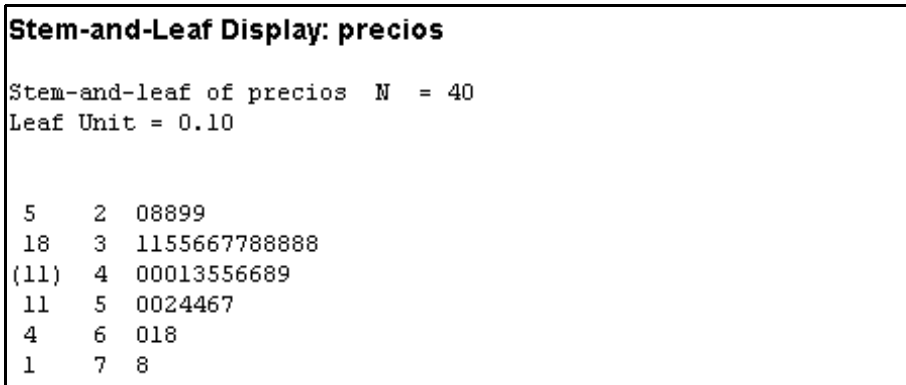 Stem-and-Leaf Display: precios
Stem-and-leaf of precios N = 40
Leaf Unit = 0.10
5 2 08899
18 3 1155667788888
(11) 4 00013556689
11 5 0024467
4 6 018
1 7 8